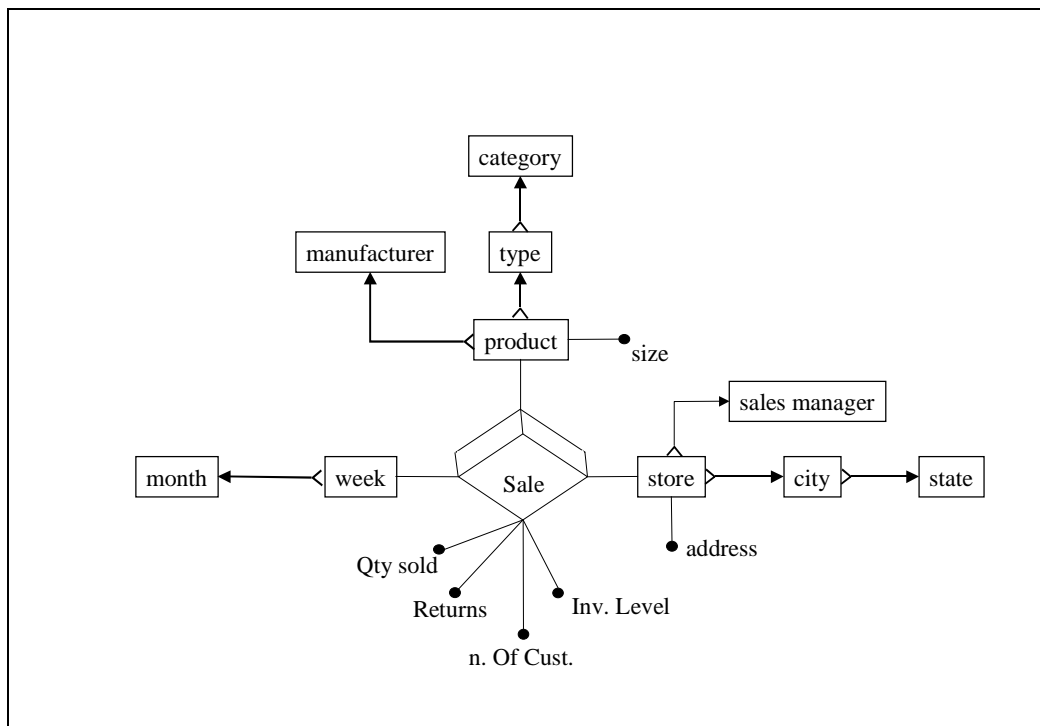 category
manufacturer
type
product
size
sales manager
month
week
Sale
store
city
state
Qty sold
address
Returns
Inv. Level
n. Of Cust.